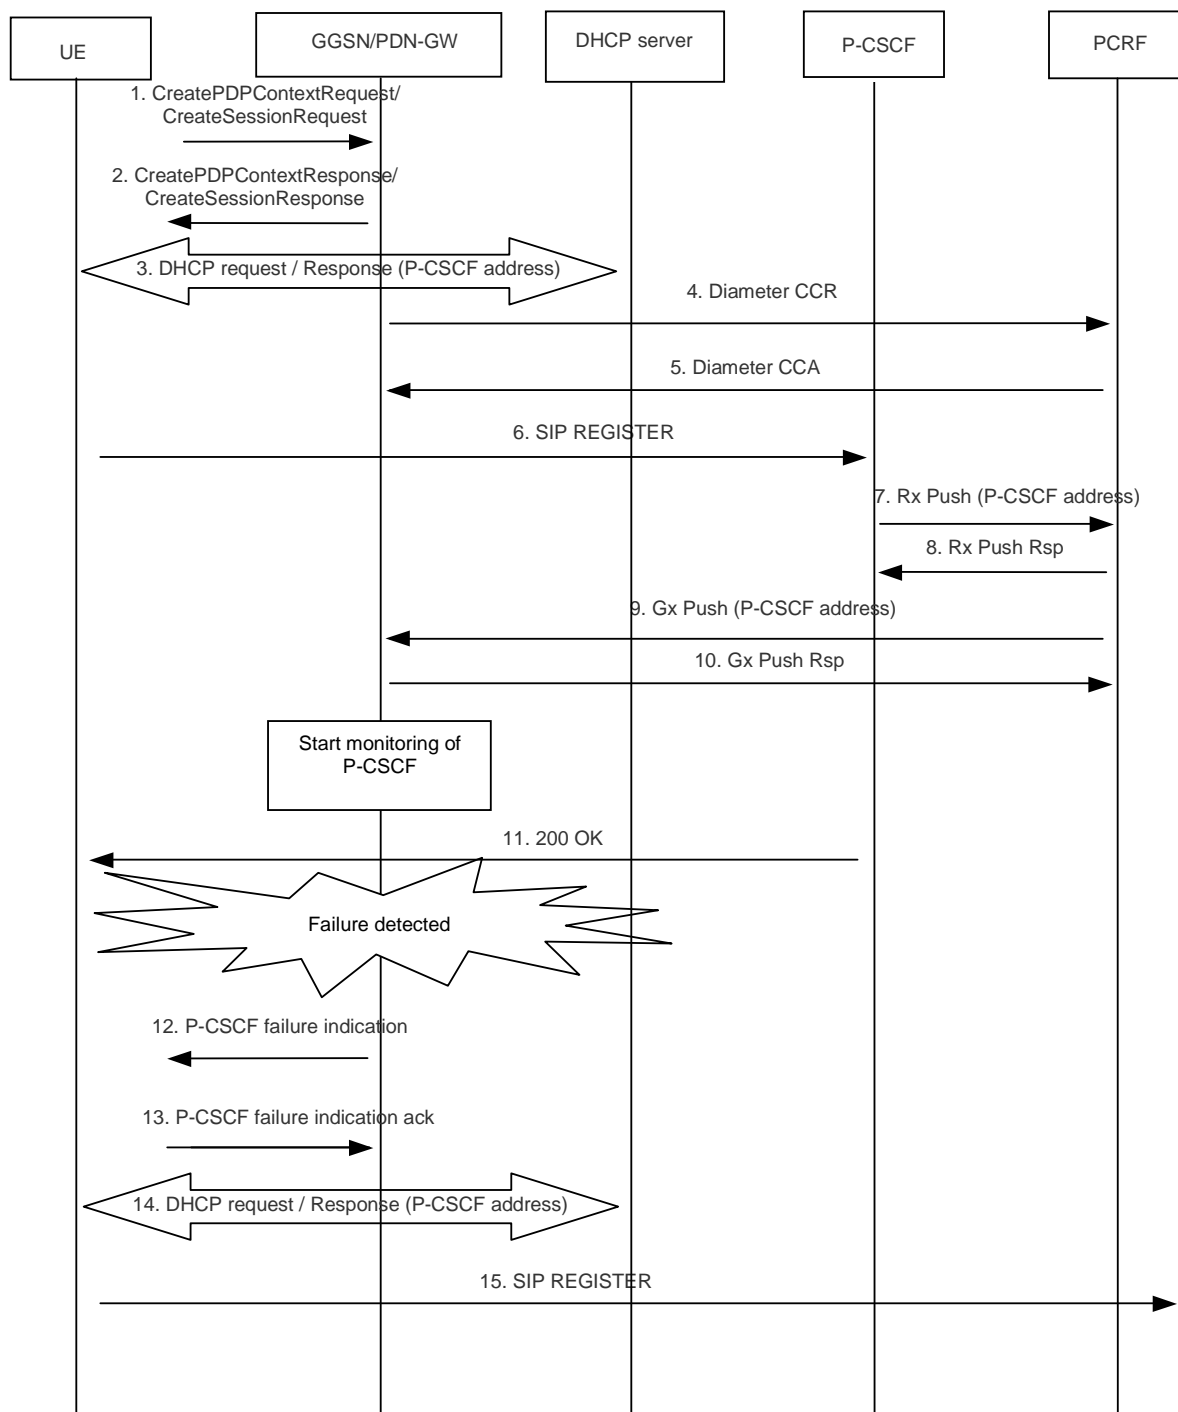 UE
GGSN/PDN-GW
DHCP server
P-CSCF
PCRF
1. CreatePDPContextRequest/
CreateSessionRequest
2. CreatePDPContextResponse/
CreateSessionResponse
3. DHCP request / Response (P-CSCF address)
4. Diameter CCR
5. Diameter CCA
6. SIP REGISTER
7. Rx Push (P-CSCF address)
8. Rx Push Rsp
9. Gx Push (P-CSCF address)
10. Gx Push Rsp
Start monitoring of
P-CSCF
11. 200 OK
Failure detected
12. P-CSCF failure indication
13. P-CSCF failure indication ack
14. DHCP request / Response (P-CSCF address)
15. SIP REGISTER